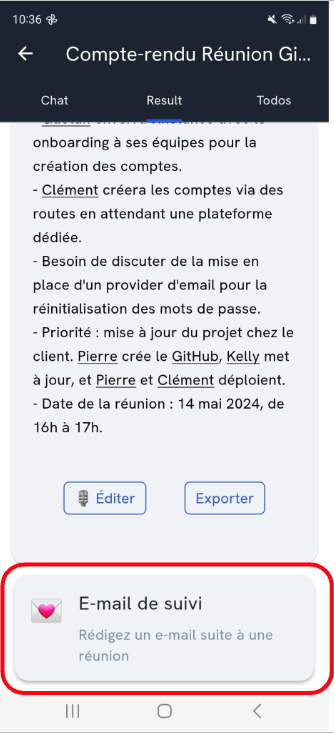 10:36
Compte-rendu Réunion Gi...
Chat Result Todos
onboarding à ses équipes pour la
création des comptes.
- Clément créera les comptes via des
routes en attendant une plateforme
dédiée.
- Besoin de discuter de la mise en
place d'un provider d'email pour la
réinitialisation des mots de passe.
- Priorité : mise à jour du projet chez le
client. Pierre crée le GitHub, Kelly met
à jour, et Pierre et Clément déploient.
- Date de la réunion : 14 mai 2024, de
16h à 17h.
Éditer Exporter
E-mail de suivi
Rédigez un e-mail suite à une
réunion